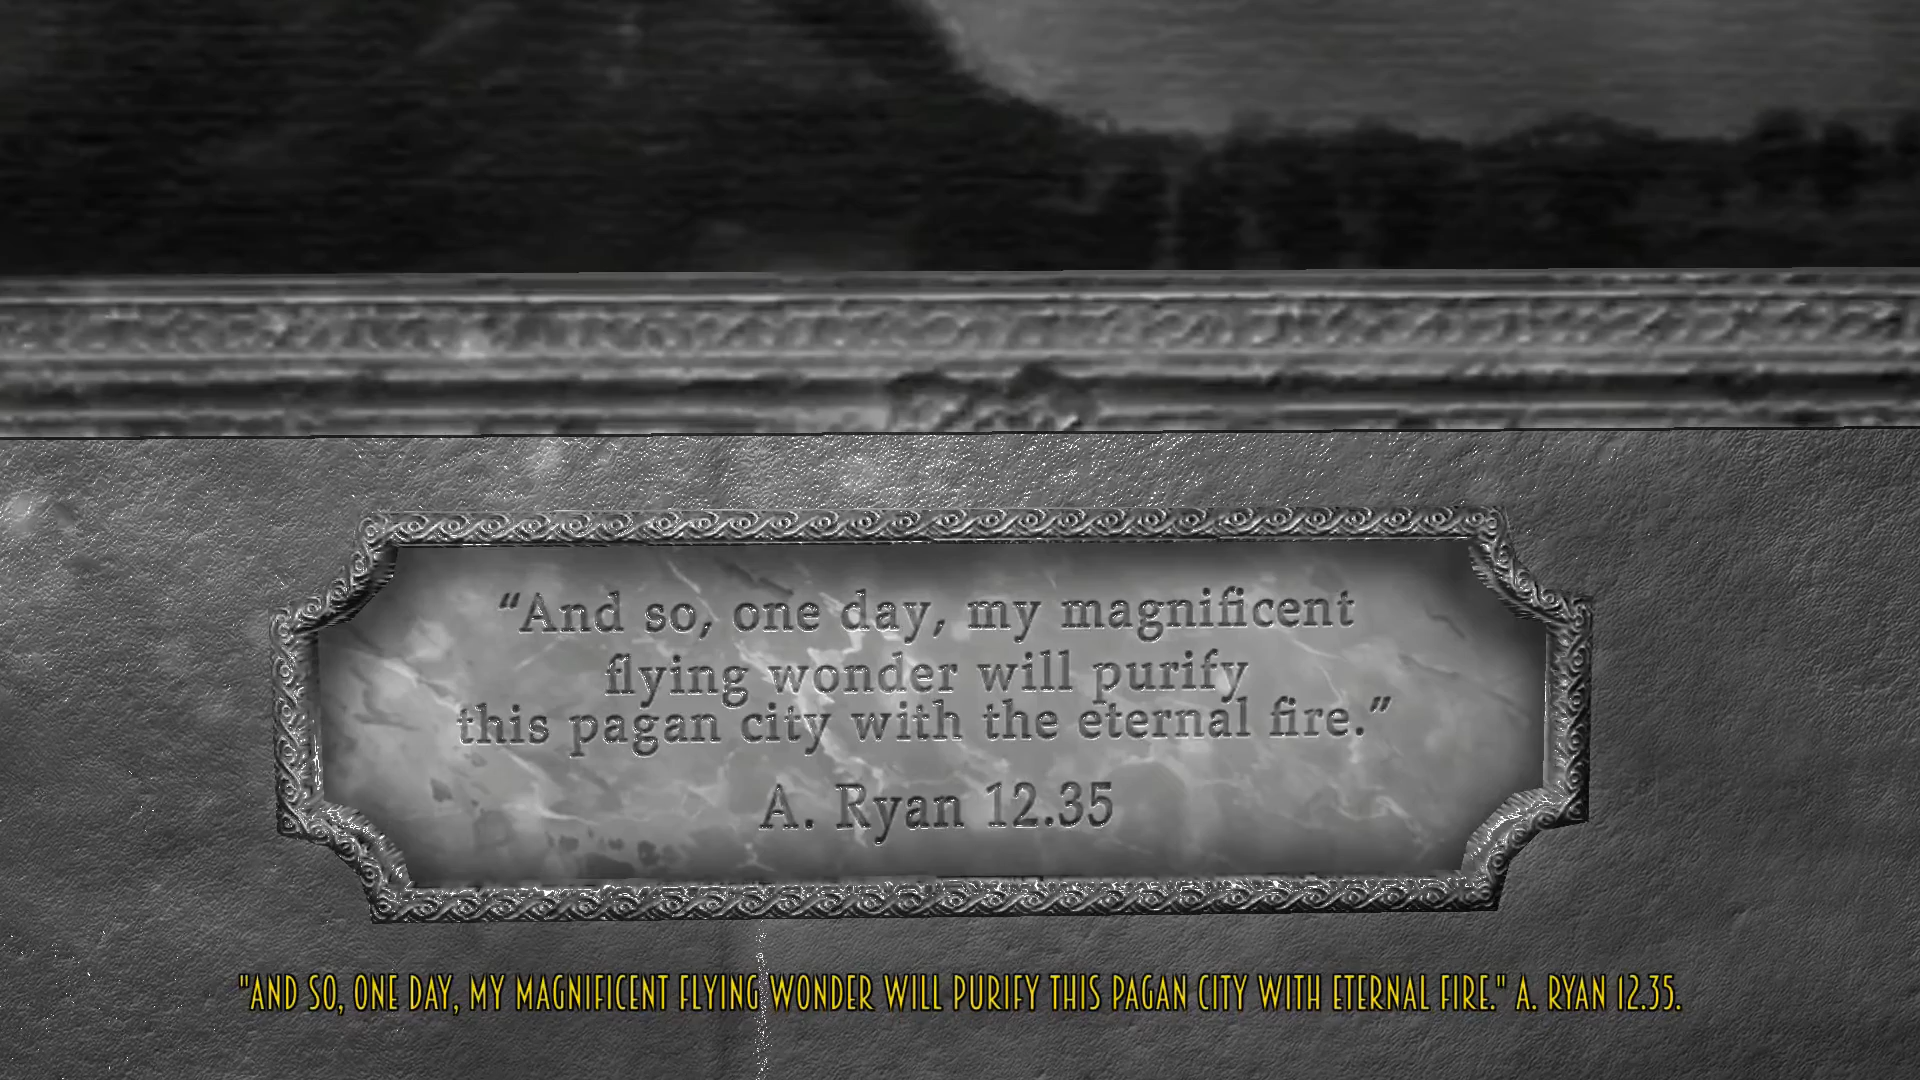 “And so, one day, my magnificent
flying wonder will purify
this pagan city with the eternal fire.”
A. Ryan 12.35
"AND SO, ONE DAY, MY MAGNIFICENT FLYING WONDER WILL PURIFY THIS PAGAN CITY WITH ETERNAL FIRE." A. RYAN 12.35.